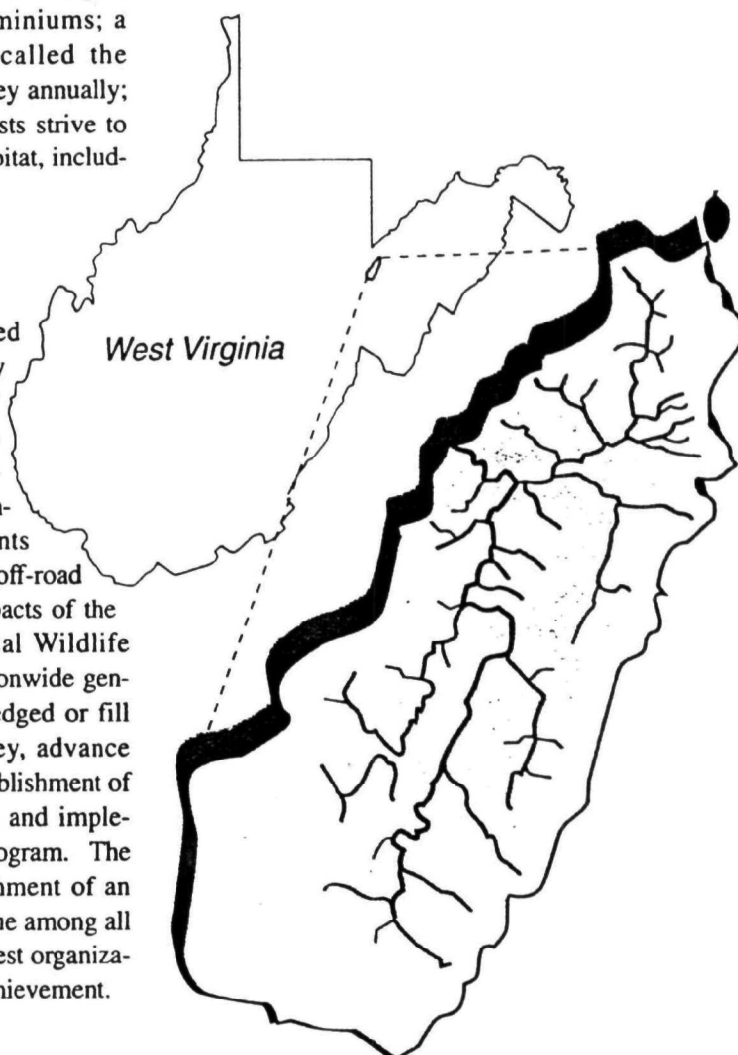 miniums; a
called the
ey annually;
sts strive to
bitat, includ-
ed
West Virginia
n-
nts
off-road
pacts of the
al Wildlife
onwide gen-
edged or fill
ey, advance
blishment of
and imple-
ogram. The
nment of an
ne among all
est organiza-
hievement.